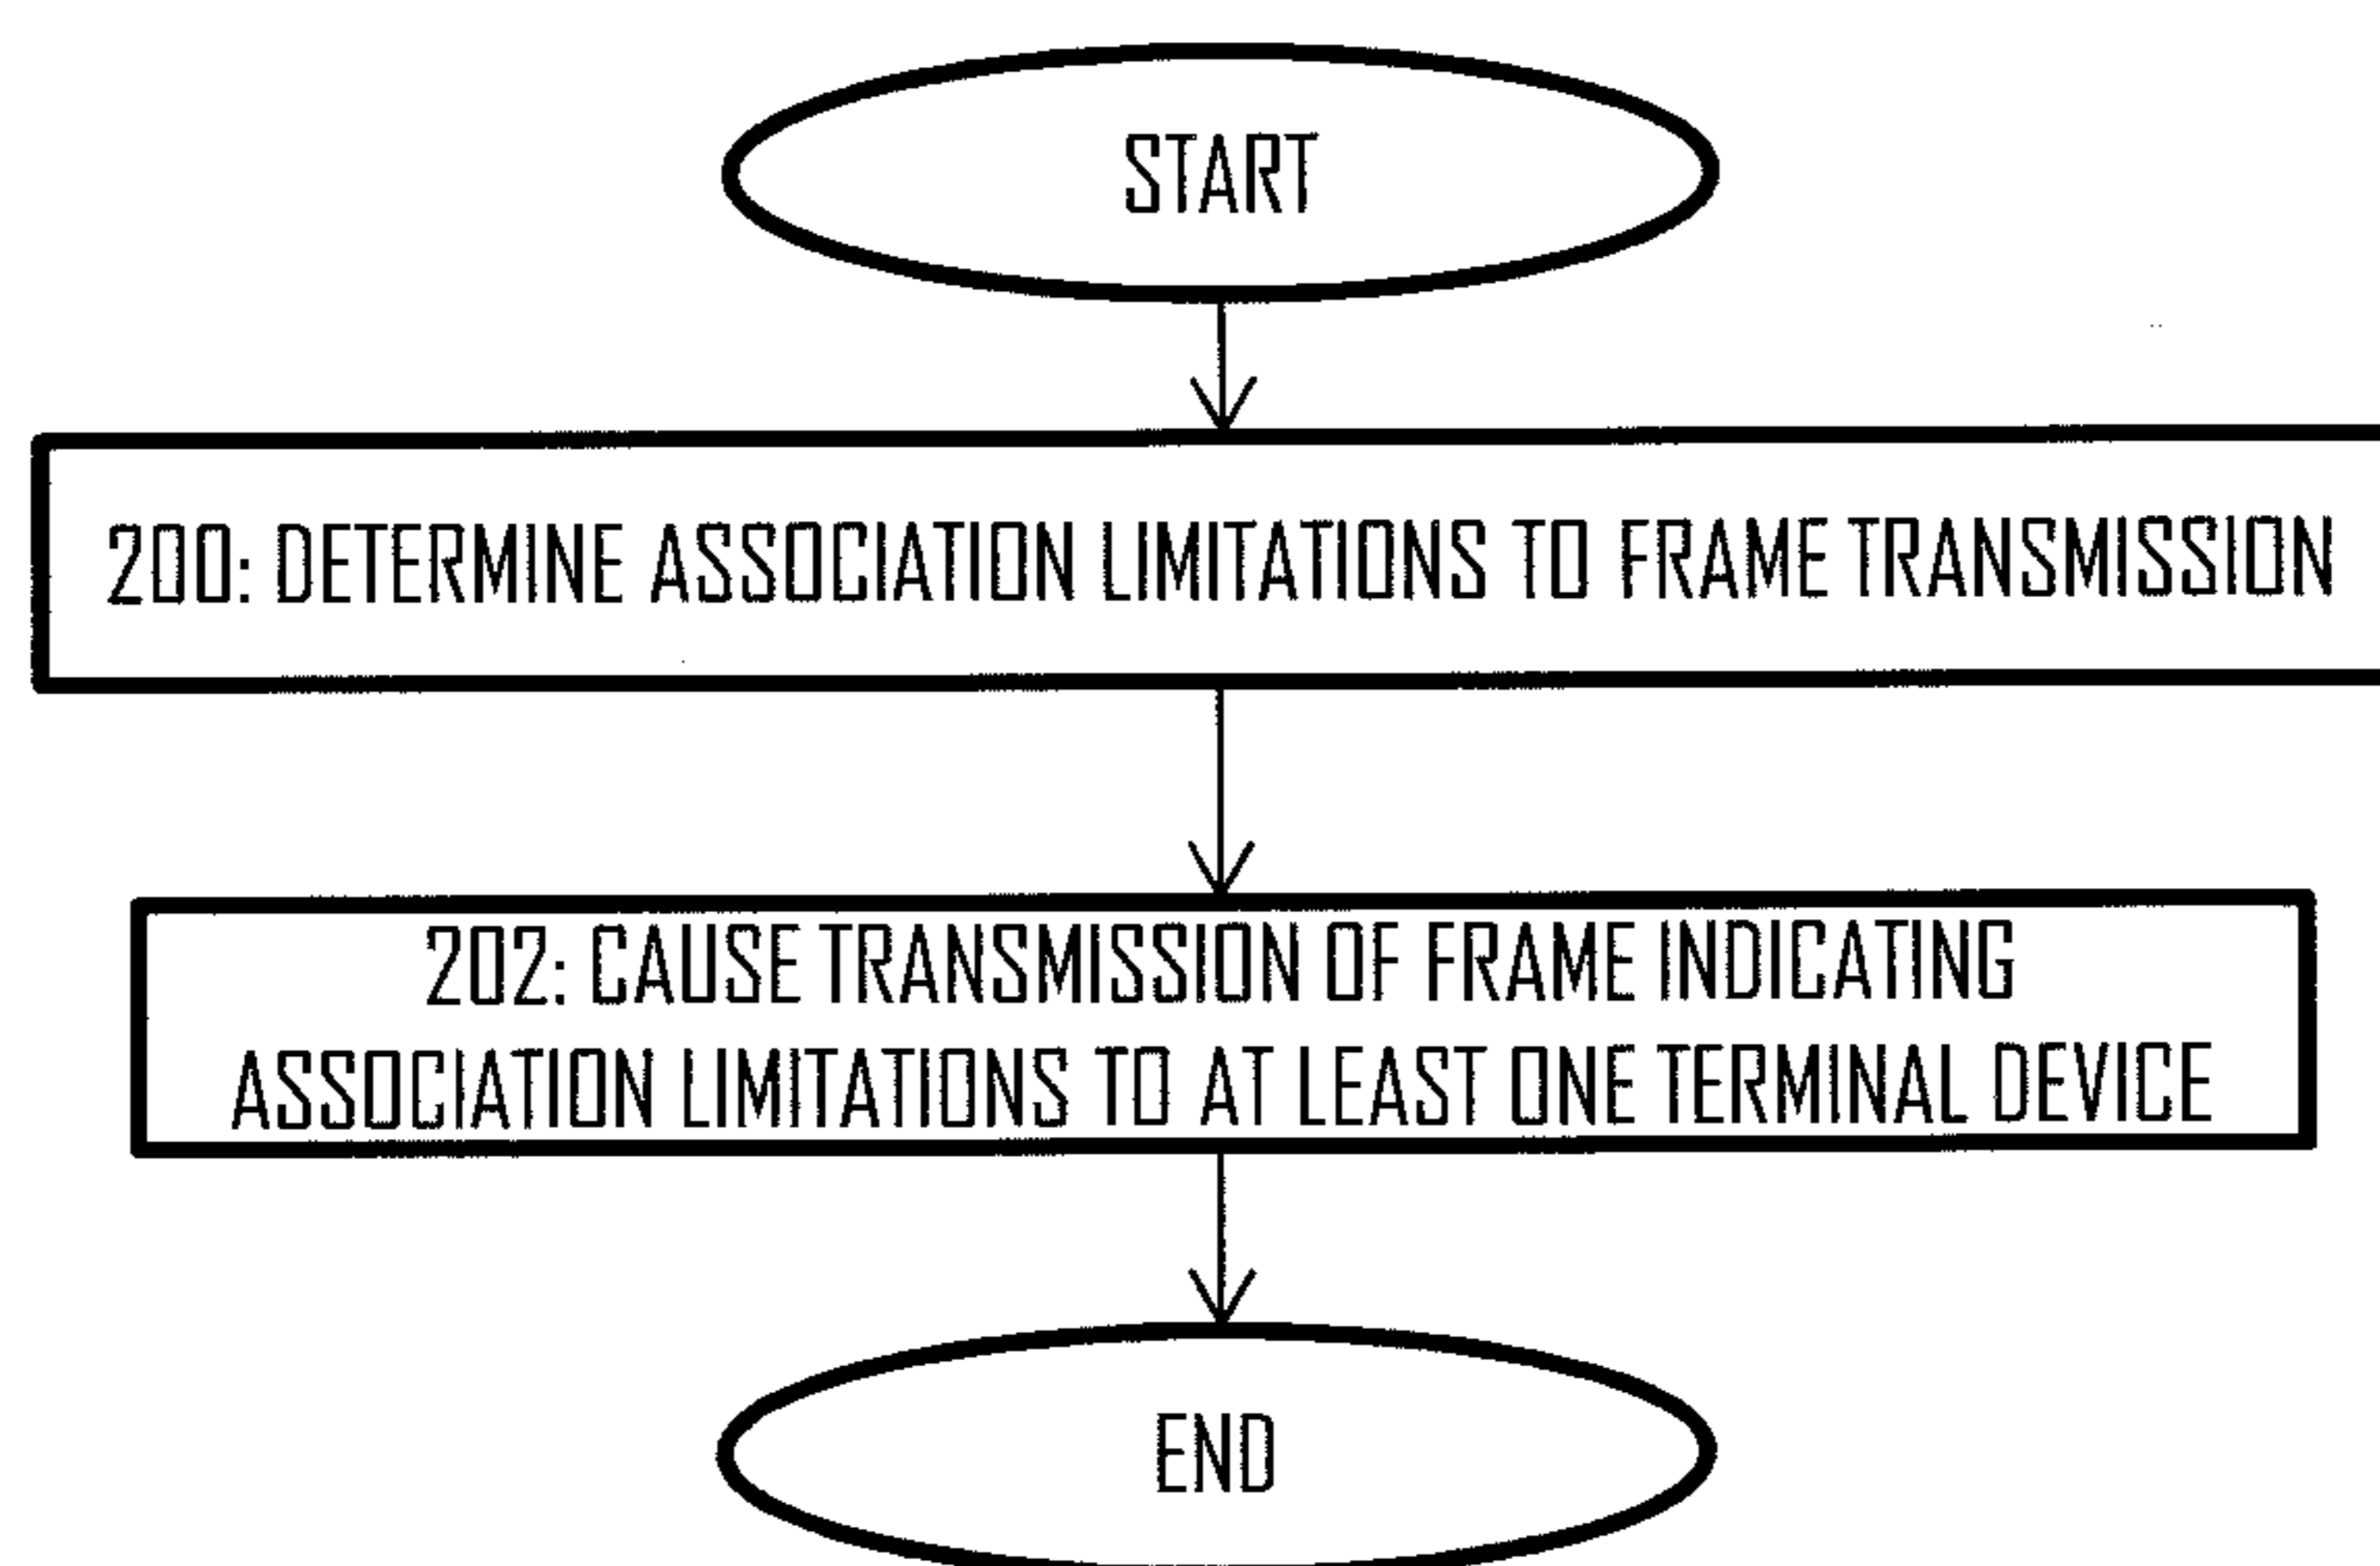 START
200: DETERMINE ASSOCIATION LIMITATIONS TO FRAME TRANSMISSION
202: CAUSE TRANSMISSION OF FRAME INDICATING
ASSOCIATION LIMITATIONS TO AT LEAST ONE TERMINAL DEVICE
END